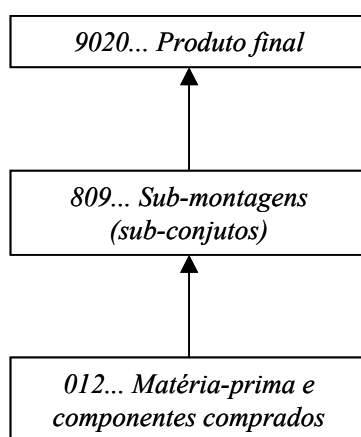 9020... Produto final
809... Sub-montagens
(sub-conjutos)
012... Matéria-prima e
componentes comprados